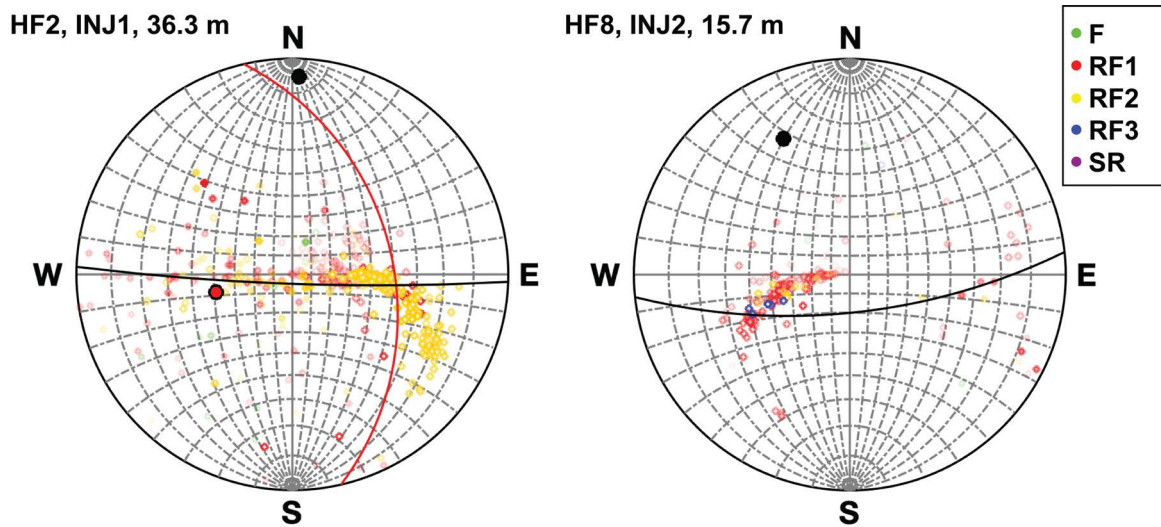 HF2, INJ1, 36.3 m
N
W
E
S
HF8, INJ2, 15.7 m
N
W
E
S
F
RF1
RF2
RF3
SR